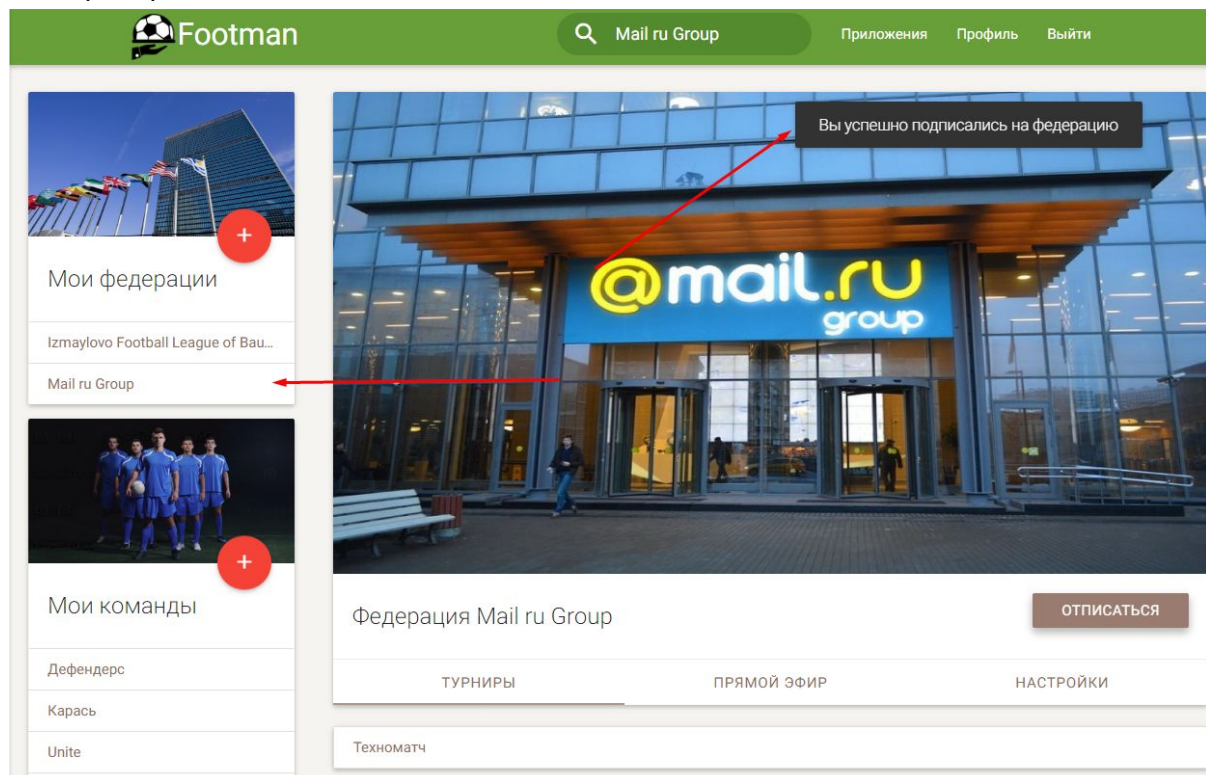 Footman
Mail ru Group
Приложения
Профиль
Выйти
Вы успешно подписались на федерацию
@mail.ru
group
Мои федерации
Izmaylovo Football League of Bau...
Mail ru Group
Мои команды
Дефендерс
Карась
Unite
Федерация Mail ru Group
ОТПИСАТЬСЯ
ТУРНИРЫ
ПРЯМОЙ ЭФИР
НАСТРОЙКИ
Техноматч